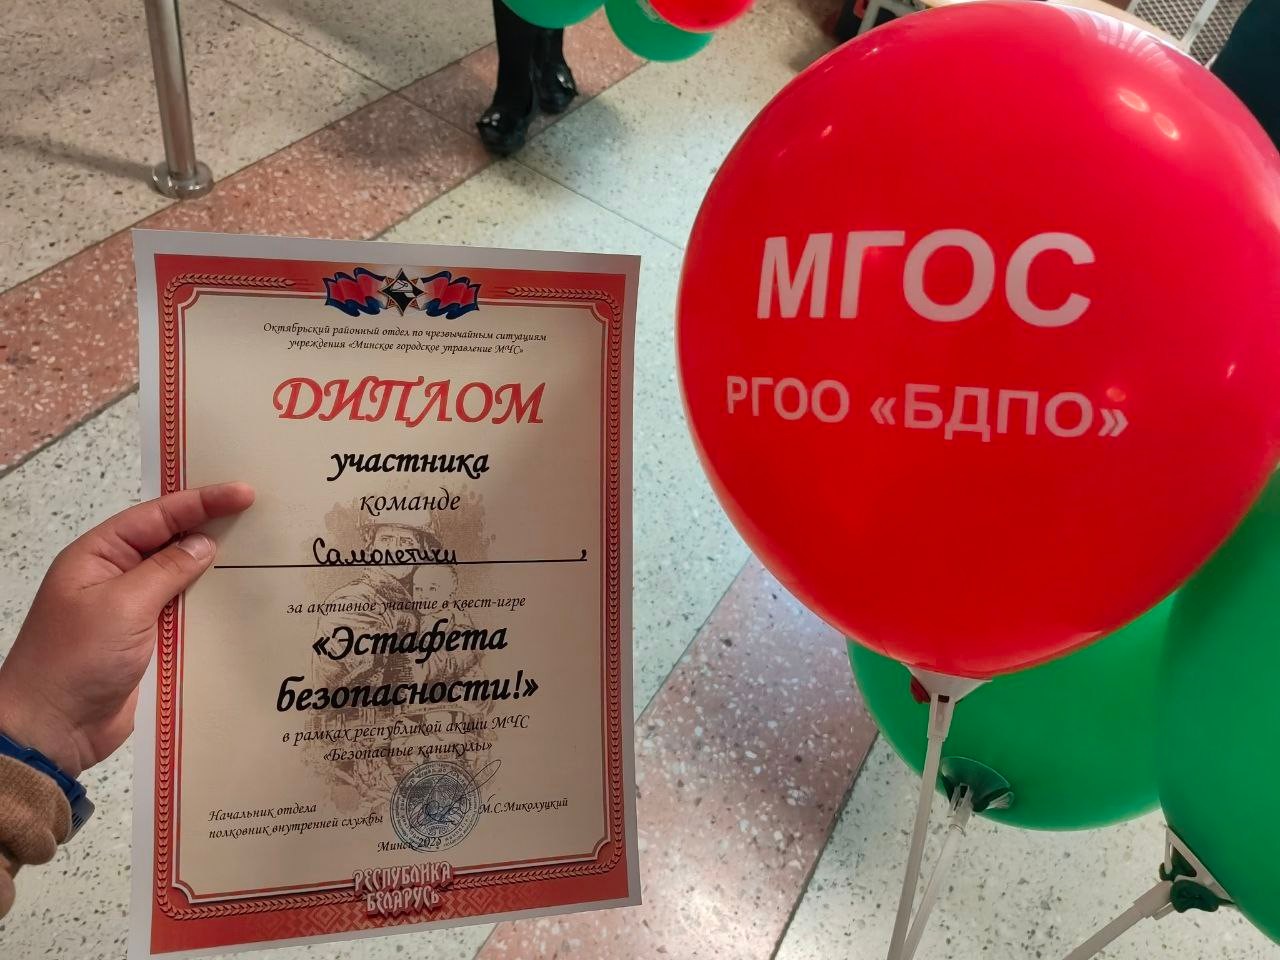 Октябрьский районный отдел по чрезвычайным ситуациям
учреждения «Минское городское управление МЧС»
ДИПЛОМ
участника
команде
Самолетики,
за активное участие в квест-игре
«Эстафета
безопасности!»
в рамках республикой акции МЧС
«Безопасные каникулы»
Начальник отдела
полковник внутренней службы
М.С.Миколуцкий
Минск
РЕСПУБЛИКА
БЕЛАРУСЬ
МГОС
РГОО «БДПО»